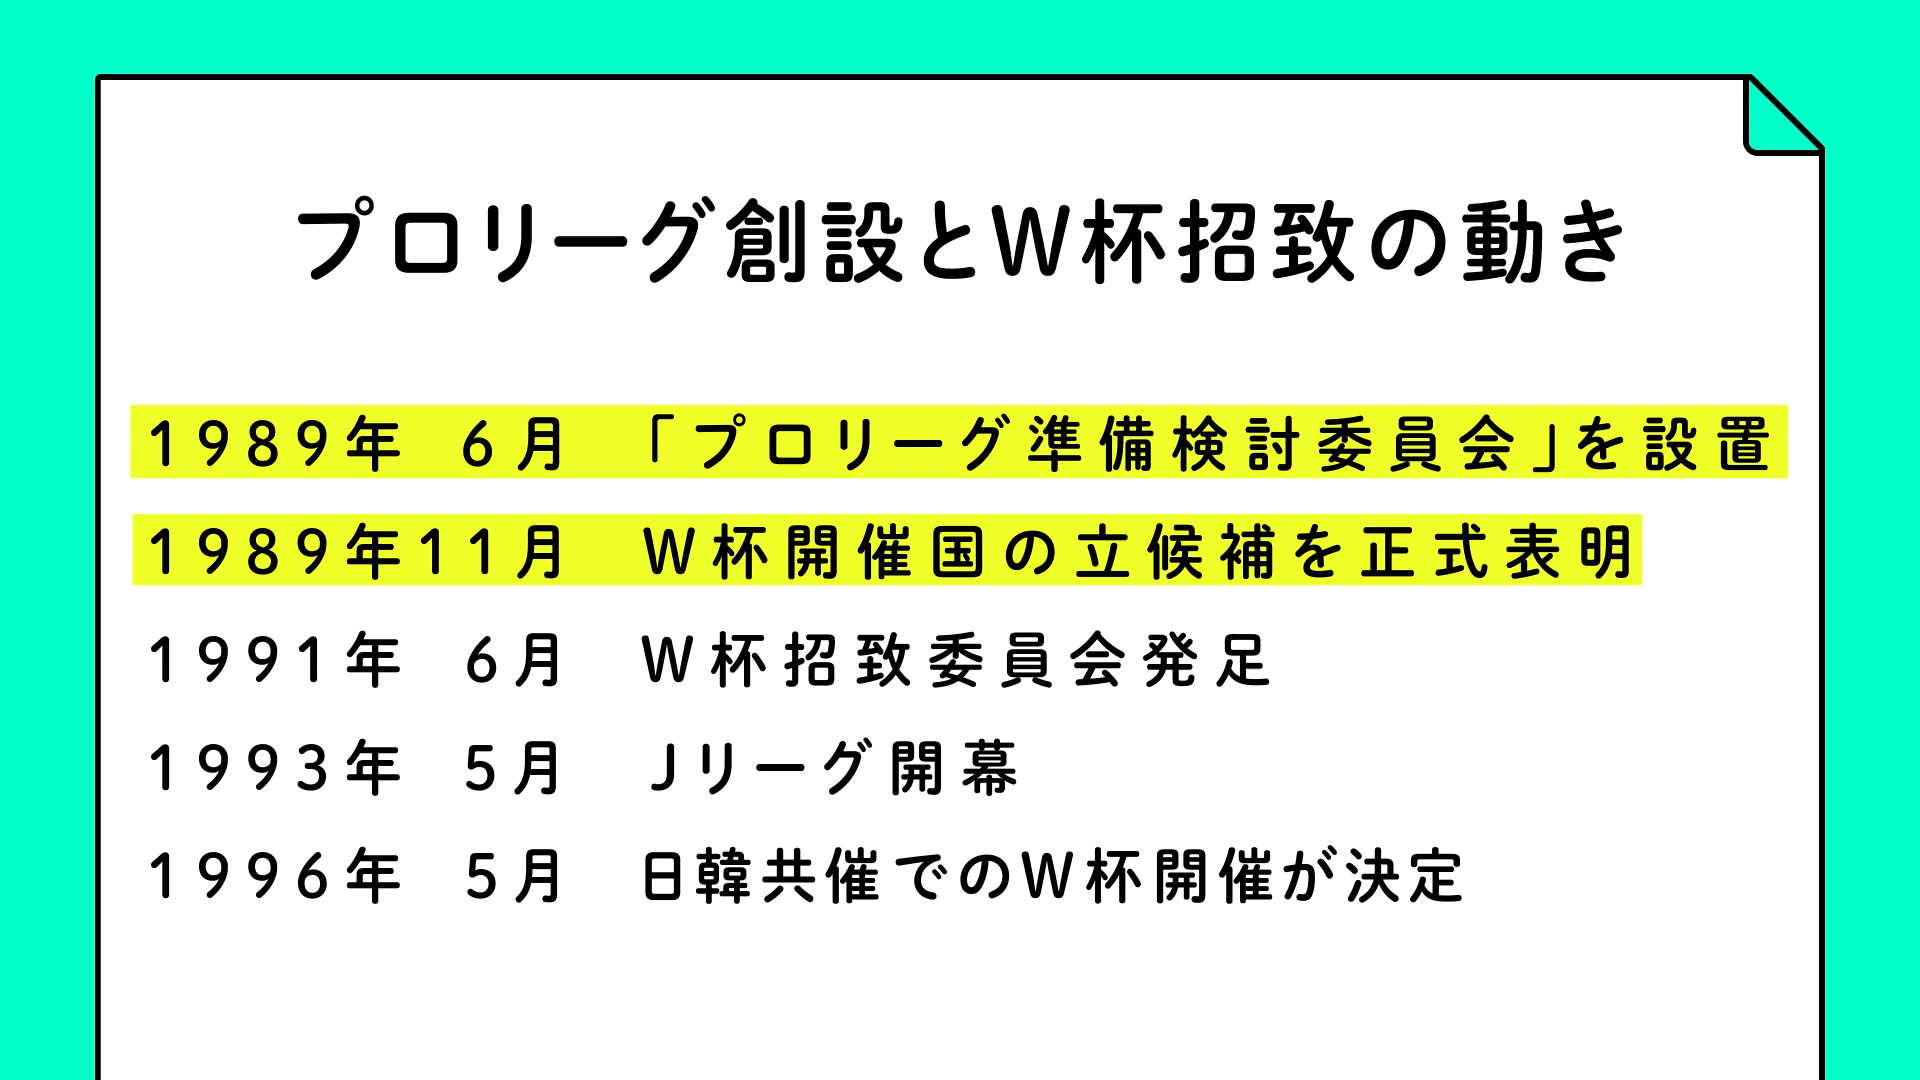 プロリーグ創設とW杯招致の動き
1989年 6月 「プロリーグ準備検討委員会」を設置
1989年11月 W杯開催国の立候補を正式表明
1991年 6月 W杯招致委員会発足
1993年 5月 Jリーグ開幕
1996年 5月 日韓共催でのW杯開催が決定